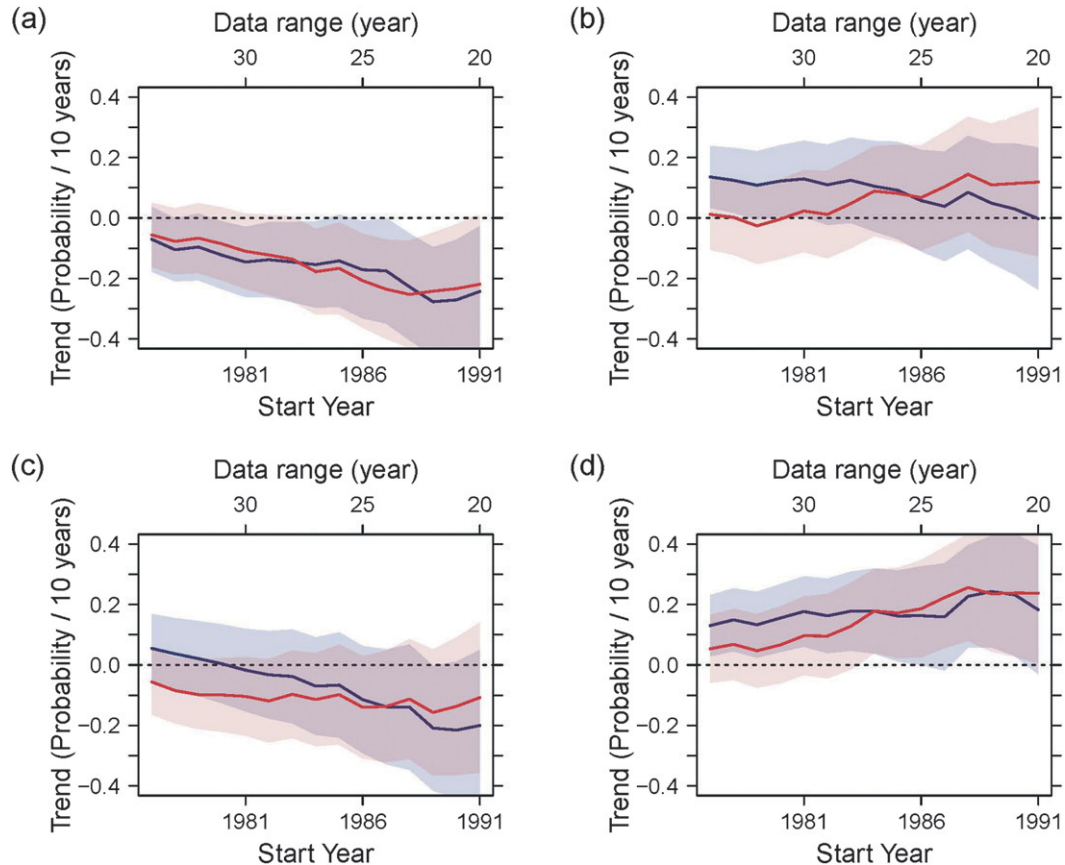 (a)
Data range (year)
30 25 20
Trend (Probability / 10 years)
0.4
0.2
0.0
−0.2
−0.4
1981 1986 1991
Start Year
(b)
Data range (year)
30 25 20
Trend (Probability / 10 years)
0.4
0.2
0.0
−0.2
−0.4
1981 1986 1991
Start Year
(c)
Data range (year)
30 25 20
Trend (Probability / 10 years)
0.4
0.2
0.0
−0.2
−0.4
1981 1986 1991
Start Year
(d)
Data range (year)
30 25 20
Trend (Probability / 10 years)
0.4
0.2
0.0
−0.2
−0.4
1981 1986 1991
Start Year